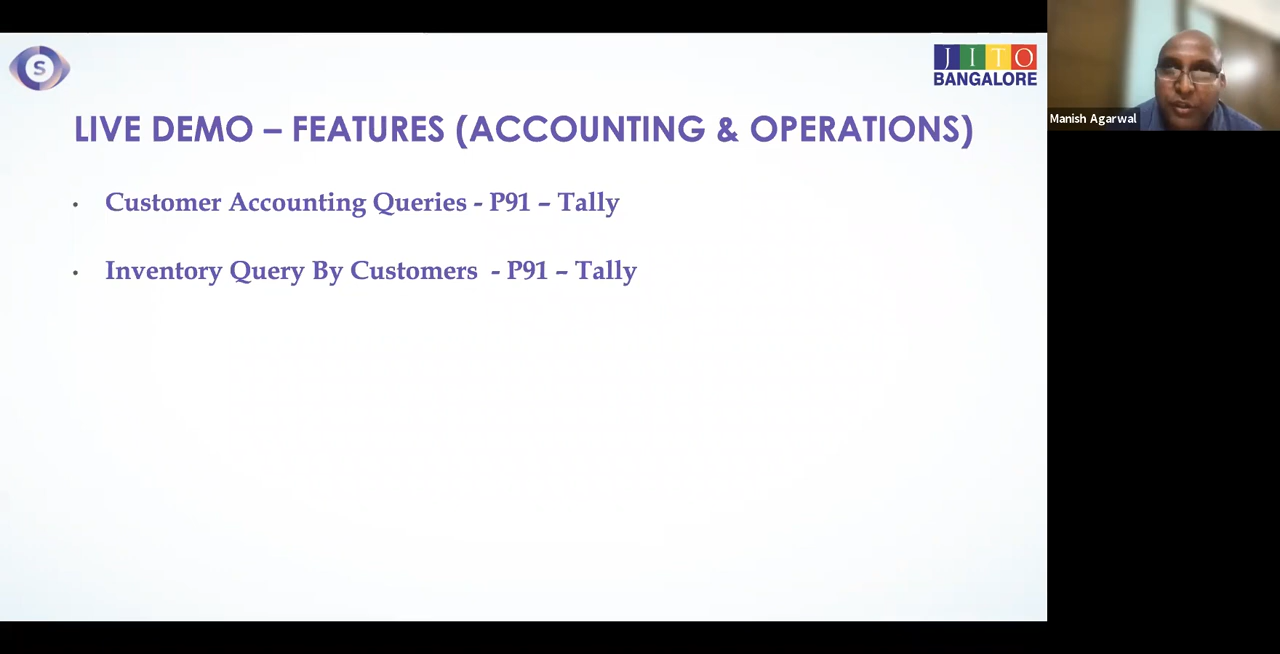 S
JITO
BANGALORE
LIVE DEMO – FEATURES (ACCOUNTING & OPERATIONS)
• Customer Accounting Queries - P91 – Tally
• Inventory Query By Customers - P91 – Tally
Manish Agarwal